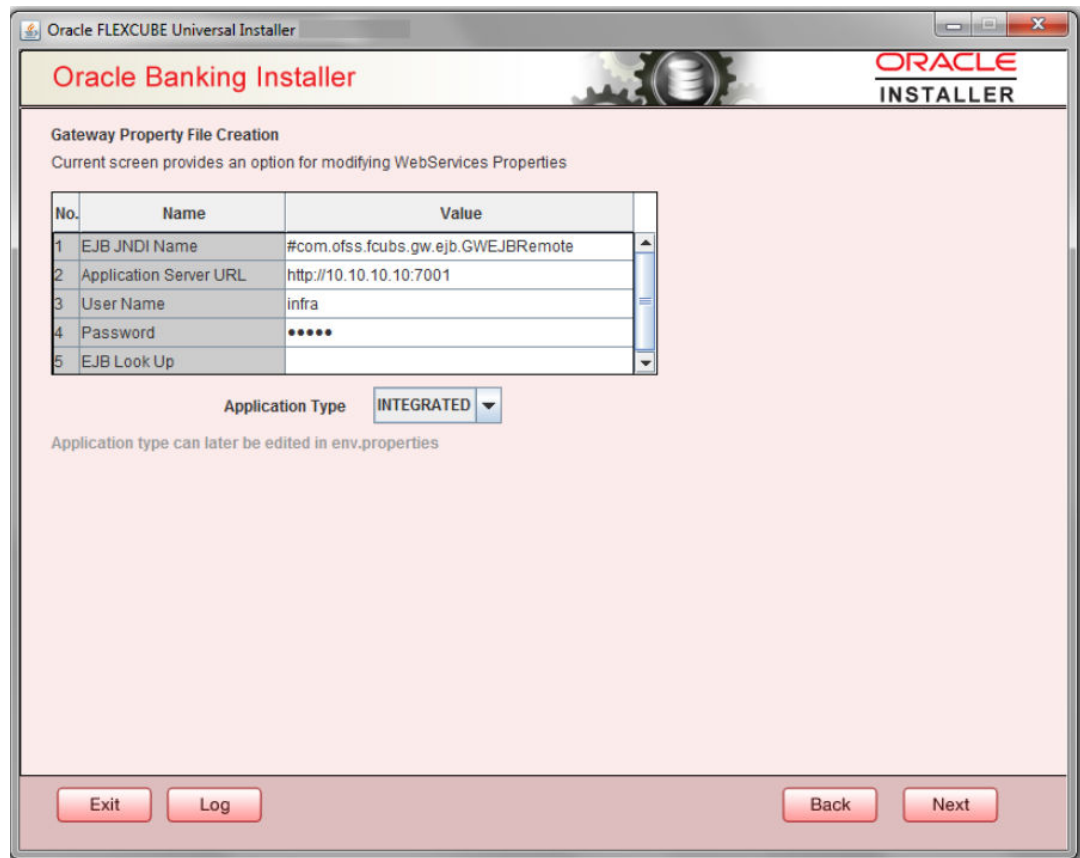 Oracle FLEXCUBE Universal Installer
Oracle Banking Installer
ORACLE
INSTALLER
Gateway Property File Creation
Current screen provides an option for modifying WebServices Properties
No. Name Value
1 EJB JNDI Name #com.ofss.fcubs.gw.ejb.GWEJBRemote
2 Application Server URL http://10.10.10.10:7001
3 User Name infra
4 Password •••••
5 EJB Look Up
Application Type INTEGRATED
Application type can later be edited in env.properties
Exit Log Back Next